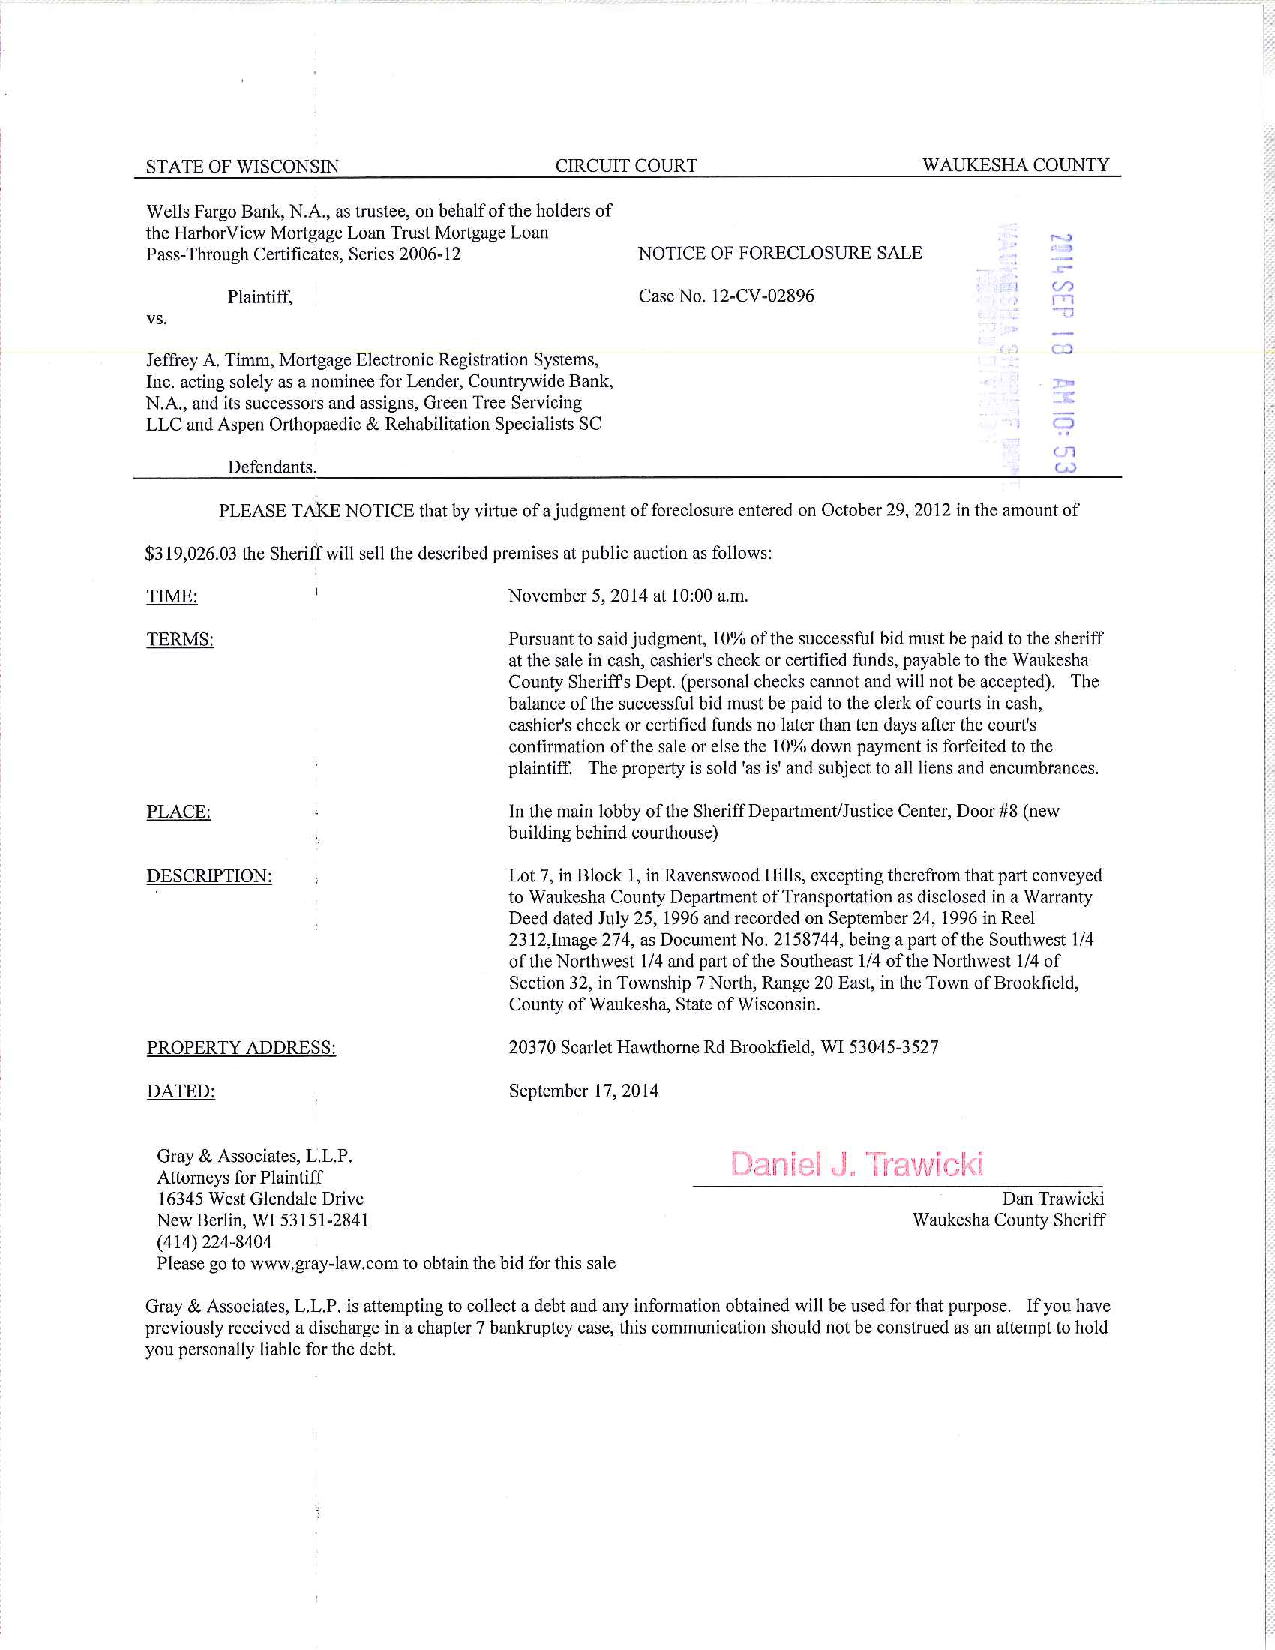 STATE OF WISCONSIN CIRCUIT COURT WAUKESHA COUNTY
Wells Fargo Bank, N.A., as trustee, on behalf of the holders of
the HarborView Mortgage Loan Trust Mortgage Loan
Pass-Through Certificates, Series 2006-12 NOTICE OF FORECLOSURE SALE
Plaintiff, Case No. 12-CV-02896
vs.
Jeffrey A. Timm, Mortgage Electronic Registration Systems,
Inc. acting solely as a nominee for Lender, Countrywide Bank,
N.A., and its successors and assigns, Green Tree Servicing
LLC and Aspen Orthopaedic & Rehabilitation Specialists SC
Defendants.
2014 SEP 18 AM 10:53
PLEASE TAKE NOTICE that by virtue of a judgment of foreclosure entered on October 29, 2012 in the amount of
$319,026.03 the Sheriff will sell the described premises at public auction as follows:
TIME: November 5, 2014 at 10:00 a.m.
TERMS: Pursuant to said judgment, 10% of the successful bid must be paid to the sheriff
at the sale in cash, cashier's check or certified funds, payable to the Waukesha
County Sheriff's Dept. (personal checks cannot and will not be accepted). The
balance of the successful bid must be paid to the clerk of courts in cash,
cashier's check or certified funds no later than ten days after the court's
confirmation of the sale or else the 10% down payment is forfeited to the
plaintiff. The property is sold 'as is' and subject to all liens and encumbrances.
PLACE: In the main lobby of the Sheriff Department/Justice Center, Door #8 (new
building behind courthouse)
DESCRIPTION: Lot 7, in Block 1, in Ravenswood Hills, excepting therefrom that part conveyed
to Waukesha County Department of Transportation as disclosed in a Warranty
Deed dated July 25, 1996 and recorded on September 24, 1996 in Reel
2312,Image 274, as Document No. 2158744, being a part of the Southwest 1/4
of the Northwest 1/4 and part of the Southeast 1/4 of the Northwest 1/4 of
Section 32, in Township 7 North, Range 20 East, in the Town of Brookfield,
County of Waukesha, State of Wisconsin.
PROPERTY ADDRESS: 20370 Scarlet Hawthorne Rd Brookfield, WI 53045-3527
DATED: September 17, 2014
Gray & Associates, L.L.P.
Attorneys for Plaintiff
16345 West Glendale Drive
New Berlin, WI 53151-2841
(414) 224-8404
Please go to www.gray-law.com to obtain the bid for this sale
Daniel J. Trawicki
Dan Trawicki
Waukesha County Sheriff
Gray & Associates, L.L.P. is attempting to collect a debt and any information obtained will be used for that purpose. If you have
previously received a discharge in a chapter 7 bankruptcy case, this communication should not be construed as an attempt to hold
you personally liable for the debt.